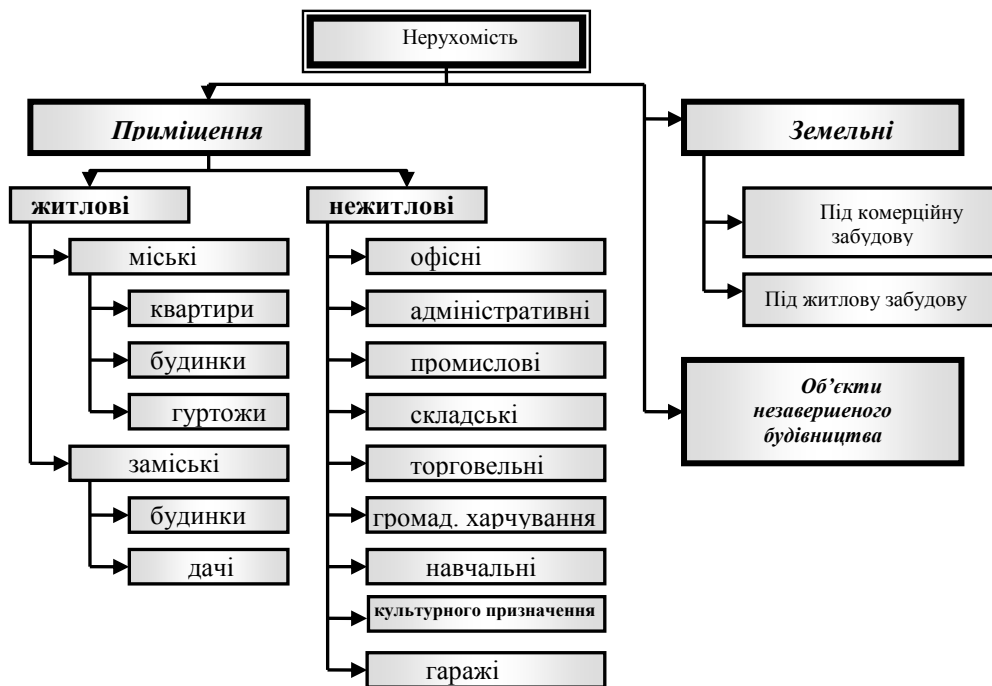 Нерухомість
Приміщення
Земельні
житлові
нежитлові
міські
квартири
будинки
гуртожи
заміські
будинки
дачі
офісні
адміністративні
промислові
складські
торговельні
громад. харчування
навчальні
культурного призначення
гаражі
Під комерційну
забудову
Під житлову забудову
Об’єкти
незавершеного
будівництва